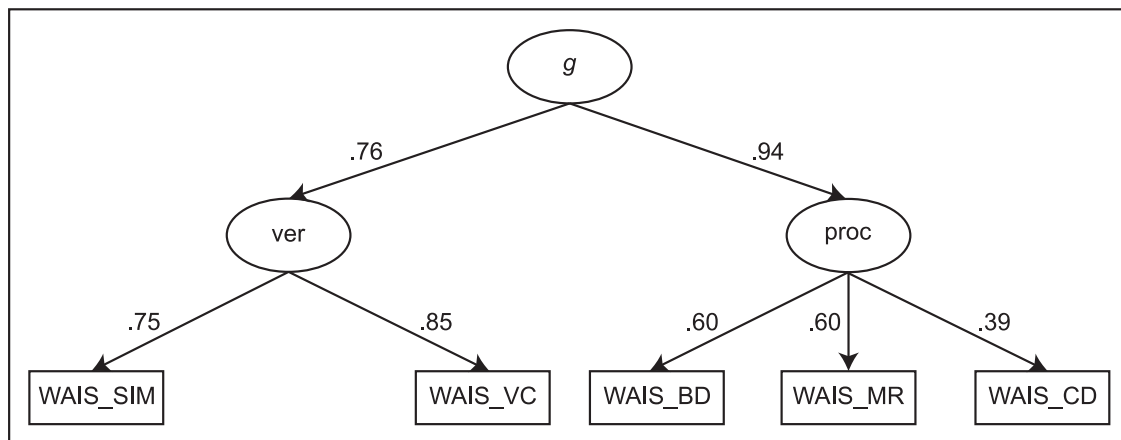 g
.76
.94
ver
proc
.75
.85
.60
.60
.39
WAIS_SIM
WAIS_VC
WAIS_BD
WAIS_MR
WAIS_CD